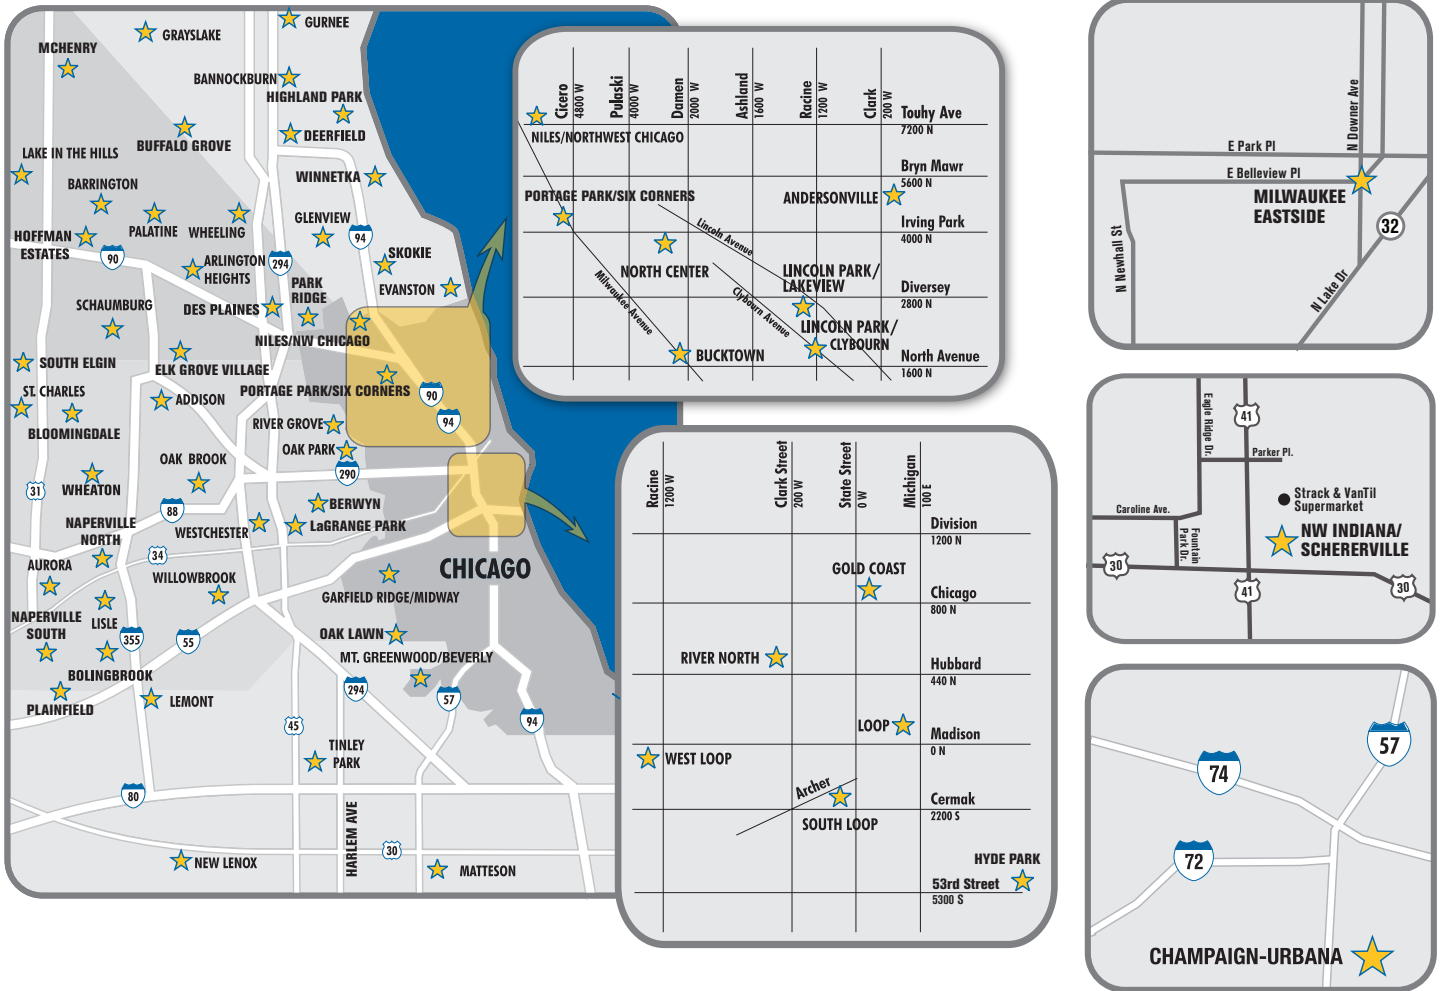 GURNEE
GRAYSLAKE
MCHENRY
BANNOCKBURN
HIGHLAND PARK
DEERFIELD
BUFFALO GROVE
LAKE IN THE HILLS
WINNETKA
BARRINGTON
PALATINE
WHEELING
GLENVIEW
94
HOFFMAN
ESTATES
90
SKOKIE
ARLINGTON
HEIGHTS
294
EVANSTON
PARK
RIDGE
SCHAUMBURG
DES PLAINES
NILES/NW CHICAGO
SOUTH ELGIN
ELK GROVE VILLAGE
PORTAGE PARK/SIX CORNERS
90
94
ST. CHARLES
ADDISON
BLOOMINGDALE
RIVER GROVE
OAK PARK
290
OAK BROOK
WHEATON
31
88
BERWYN
LaGRANGE PARK
WESTCHESTER
NAPERVILLE
NORTH
34
AURORA
WILLOWBROOK
CHICAGO
GARFIELD RIDGE/MIDWAY
LISLE
NAPERVILLE
SOUTH
355
55
OAK LAWN
MT. GREENWOOD/BEVERLY
BOLINGBROOK
PLAINFIELD
LEMONT
294
57
94
45
TINLEY
PARK
80
HARLEM AVE
30
NEW LENOX
MATTESON
Cicero
4800 W
Pulaski
4000 W
Damen
2000 W
Ashland
1600 W
Racine
1200 W
Clark
200 W
Touhy Ave
7200 N
NILES/NORTHWEST CHICAGO
Bryn Mawr
5600 N
PORTAGE PARK/SIX CORNERS
ANDERSONVILLE
Irving Park
4000 N
Lincoln Avenue
NORTH CENTER
LINCOLN PARK/
LAKEVIEW
Diversey
2800 N
Milwaukee Avenue
Clybourn Avenue
LINCOLN PARK/
CLYBOURN
BUCKTOWN
North Avenue
1600 N
Racine
1200 W
Clark Street
200 W
State Street
0 W
Michigan
100 E
Division
1200 N
GOLD COAST
Chicago
800 N
RIVER NORTH
Hubbard
440 N
LOOP
Madison
0 N
WEST LOOP
Archer
Cermak
2200 S
SOUTH LOOP
HYDE PARK
53rd Street
5300 S
N Downer Ave
E Park Pl
E Belleview Pl
MILWAUKEE
EASTSIDE
32
N Newhall St
N Lake Dr
Eagle Ridge Dr.
41
Parker Pl.
Strack & VanTil
Supermarket
Caroline Ave.
Fountain
Park Dr.
NW INDIANA/
SCHERERVILLE
30
41
30
57
74
72
CHAMPAIGN-URBANA